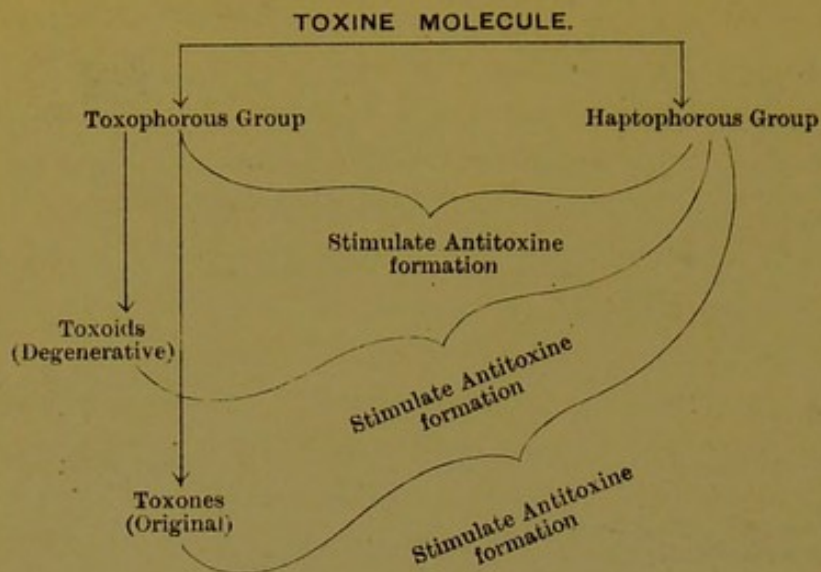 TOXINE MOLECULE.
Toxophorous Group
Haptophorous Group
Stimulate Antitoxine
formation
Toxoids
(Degenerative)
Stimulate Antitoxine
formation
Toxones
(Original)
Stimulate Antitoxine
formation